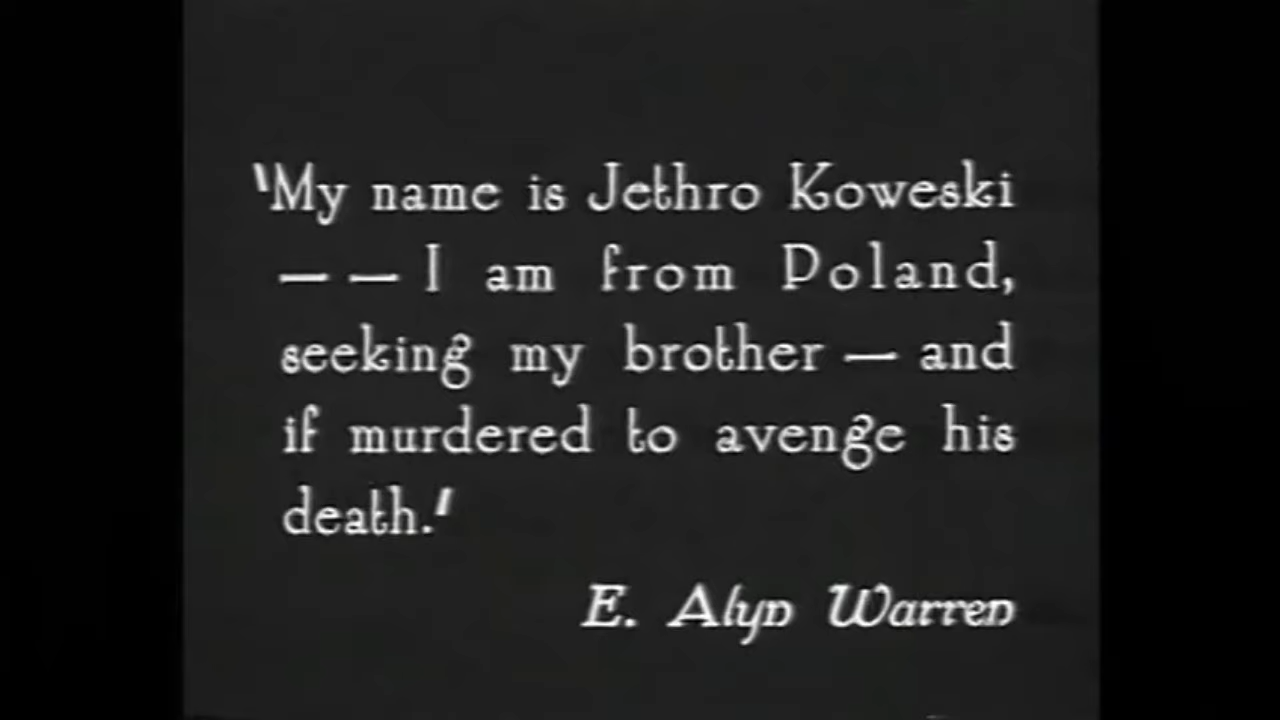 "My name is Jethro Koweski
— — I am from Poland,
seeking my brother — and
if murdered to avenge his
death."
E. Alyn Warren